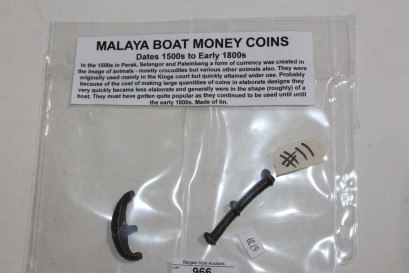 MALAYA BOAT MONEY COINS
Dates 1500s to Early 1800s
In the 1500s in Perak, Selangor and Palembang a form of currency was created in
the image of animals - mostly crocodiles but various other animals also. They were
originally used mainly in the Kings court but quickly attained wider use. Probably
because of the cost of making large quantities of coins in elaborate designs they
very quickly became less elaborate and generally were in the shape (roughly) of a
boat. They must have gotten quite popular as they continued to be used until until
the early 1800s. Made of tin.
#11
Bargain Hunt Auctions
966